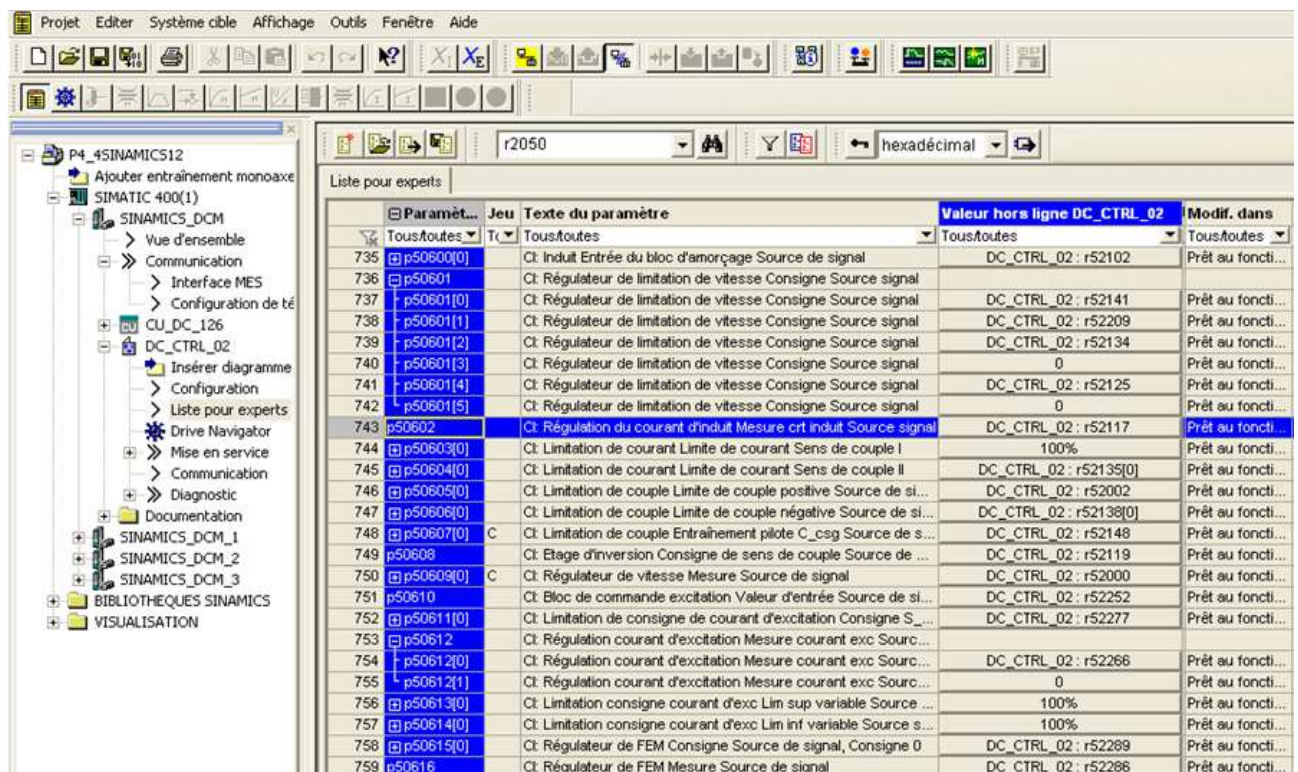 Projet Editer Système cible Affichage Outils Fenêtre Aide
r2050
hexadécimal
P4_4SINAMICS12
Ajouter entraînement monoaxe
SIMATIC 400(1)
SINAMICS_DCM
Vue d'ensemble
Communication
Interface MES
Configuration de té
CU_DC_126
DC_CTRL_02
Insérer diagramme
Configuration
Liste pour experts
Drive Navigator
Mise en service
Communication
Diagnostic
Documentation
SINAMICS_DCM_1
SINAMICS_DCM_2
SINAMICS_DCM_3
BIBLIOTHEQUES SINAMICS
VISUALISATION
Liste pour experts
Paramèt... Jeu Texte du paramètre Valeur hors ligne DC_CTRL_02 Modif. dans
Tous/toutes Tous/toutes Tous/toutes Tous/toutes
735 p50600[0] CI: Induit Entrée du bloc d'amorçage Source de signal DC_CTRL_02 : r52102 Prêt au foncti...
736 p50601 CI: Régulateur de limitation de vitesse Consigne Source signal
737 p50601[0] CI: Régulateur de limitation de vitesse Consigne Source signal DC_CTRL_02 : r52141 Prêt au foncti...
738 p50601[1] CI: Régulateur de limitation de vitesse Consigne Source signal DC_CTRL_02 : r52209 Prêt au foncti...
739 p50601[2] CI: Régulateur de limitation de vitesse Consigne Source signal DC_CTRL_02 : r52134 Prêt au foncti...
740 p50601[3] CI: Régulateur de limitation de vitesse Consigne Source signal 0 Prêt au foncti...
741 p50601[4] CI: Régulateur de limitation de vitesse Consigne Source signal DC_CTRL_02 : r52125 Prêt au foncti...
742 p50601[5] CI: Régulateur de limitation de vitesse Consigne Source signal 0 Prêt au foncti...
743 p50602 CI: Régulation du courant d'induit Mesure crt induit Source signal DC_CTRL_02 : r52117 Prêt au foncti...
744 p50603[0] CI: Limitation de courant Limite de courant Sens de couple I 100% Prêt au foncti...
745 p50604[0] CI: Limitation de courant Limite de courant Sens de couple II DC_CTRL_02 : r52135[0] Prêt au foncti...
746 p50605[0] CI: Limitation de couple Limite de couple positive Source de si... DC_CTRL_02 : r52002 Prêt au foncti...
747 p50606[0] CI: Limitation de couple Limite de couple négative Source de si... DC_CTRL_02 : r52138[0] Prêt au foncti...
748 p50607[0] C CI: Limitation de couple Entraînement pilote C_csg Source de s... DC_CTRL_02 : r52148 Prêt au foncti...
749 p50608 CI: Etage d'inversion Consigne de sens de couple Source de ... DC_CTRL_02 : r52119 Prêt au foncti...
750 p50609[0] C CI: Régulateur de vitesse Mesure Source de signal DC_CTRL_02 : r52000 Prêt au foncti...
751 p50610 CI: Bloc de commande excitation Valeur d'entrée Source de si... DC_CTRL_02 : r52252 Prêt au foncti...
752 p50611[0] CI: Limitation de consigne de courant d'excitation Consigne S_... DC_CTRL_02 : r52277 Prêt au foncti...
753 p50612 CI: Régulation courant d'excitation Mesure courant exc Sourc...
754 p50612[0] CI: Régulation courant d'excitation Mesure courant exc Sourc... DC_CTRL_02 : r52266 Prêt au foncti...
755 p50612[1] CI: Régulation courant d'excitation Mesure courant exc Sourc... 0 Prêt au foncti...
756 p50613[0] CI: Limitation consigne courant d'exc Lim sup variable Source ... 100% Prêt au foncti...
757 p50614[0] CI: Limitation consigne courant d'exc Lim inf variable Source s... 100% Prêt au foncti...
758 p50615[0] CI: Régulateur de FEM Consigne Source de signal, Consigne 0 DC_CTRL_02 : r52289 Prêt au foncti...
759 p50616 CI: Régulateur de FEM Mesure Source de signal DC_CTRL_02 : r52286 Prêt au foncti...